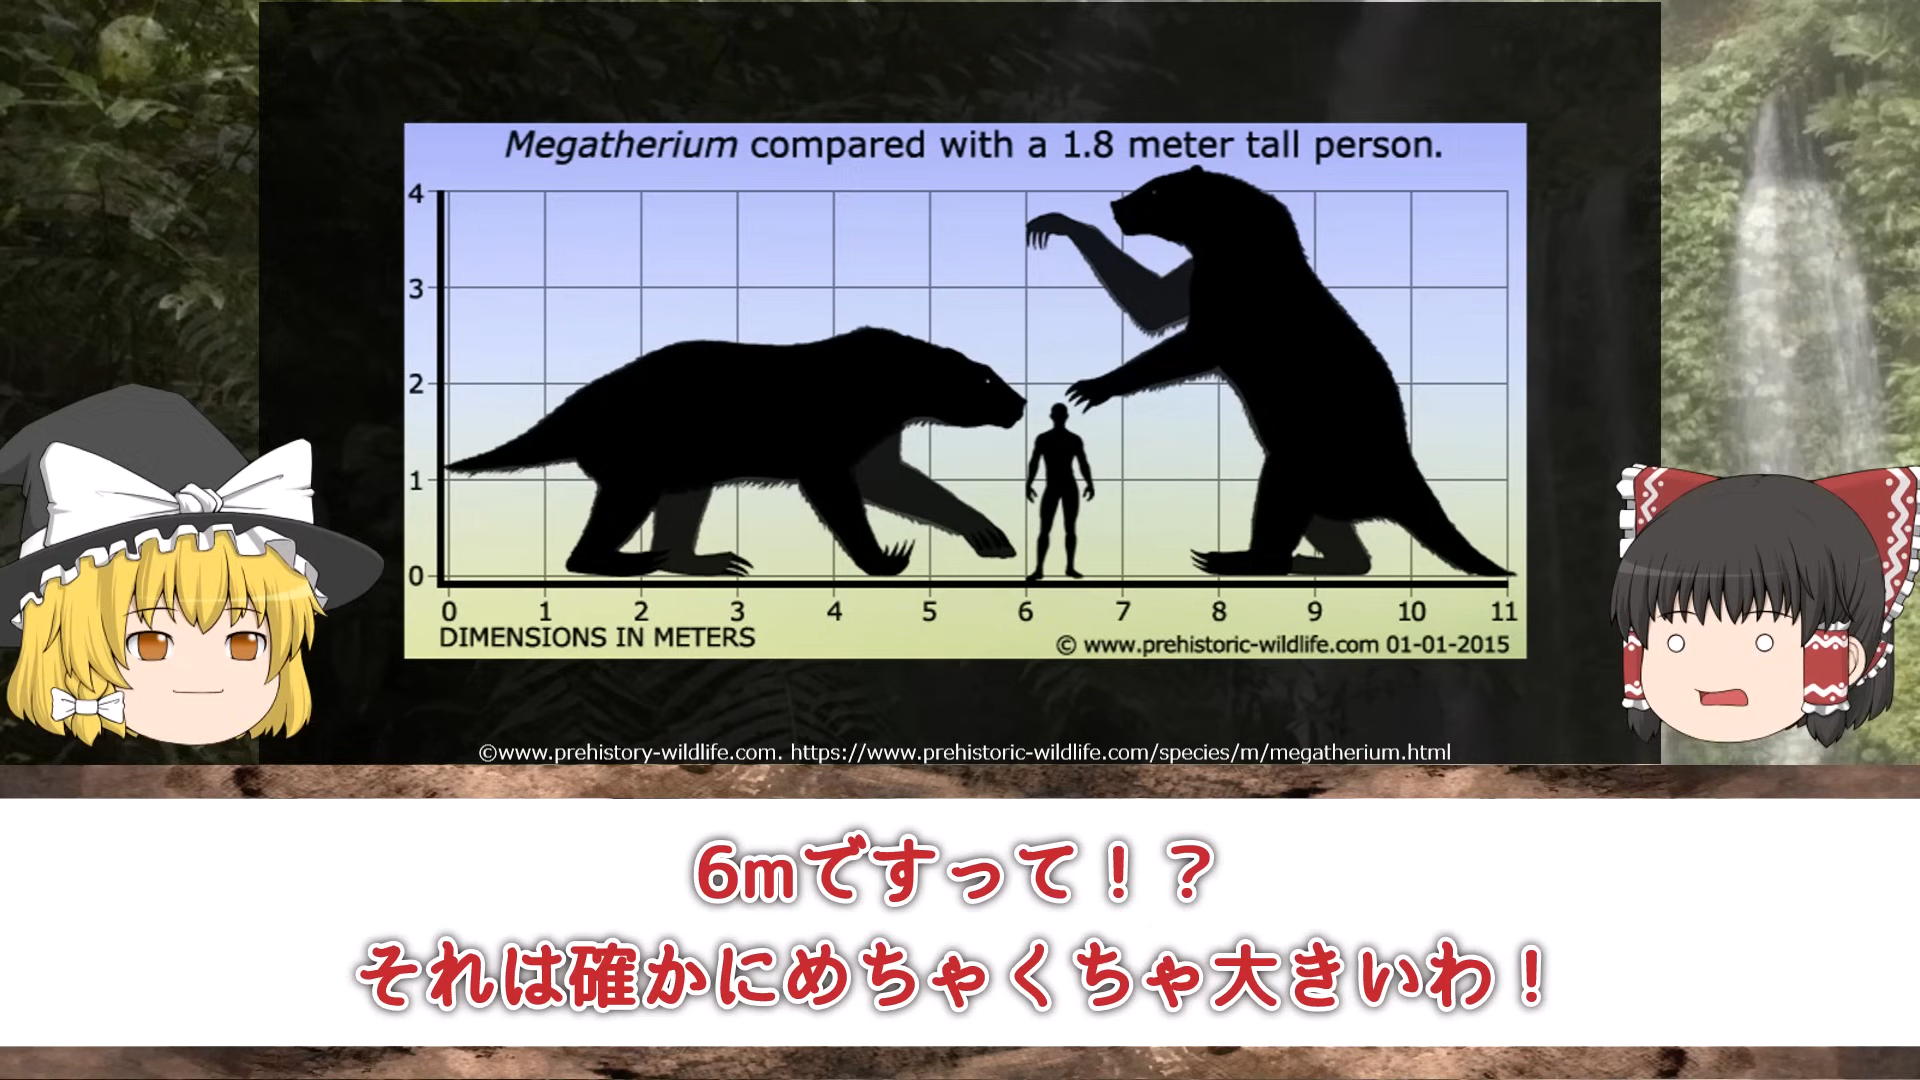 Megatherium compared with a 1.8 meter tall person.
4
3
2
1
0
0 1 2 3 4 5 6 7 8 9 10 11
DIMENSIONS IN METERS
© www.prehistoric-wildlife.com 01-01-2015
©www.prehistory-wildlife.com. https://www.prehistoric-wildlife.com/species/m/megatherium.html
6mですって！？
それは確かにめちゃくちゃ大きいわ！